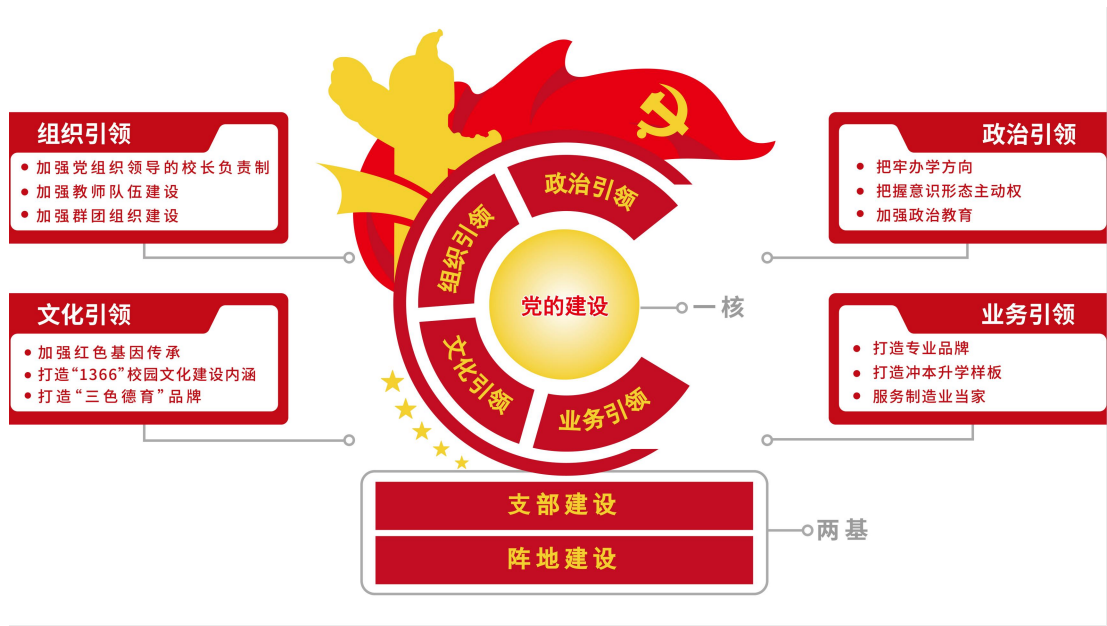 组织引领
• 加强党组织领导的校长负责制
• 加强教师队伍建设
• 加强群团组织建设
政治引领
• 把牢办学方向
• 把握意识形态主动权
• 加强政治教育
政治引领
组织引领
党的建设
一核
文化引领
业务引领
文化引领
• 加强红色基因传承
• 打造“1366”校园文化建设内涵
• 打造“三色德育”品牌
业务引领
• 打造专业品牌
• 打造冲本升学样板
• 服务制造业当家
支部建设
阵地建设
两基